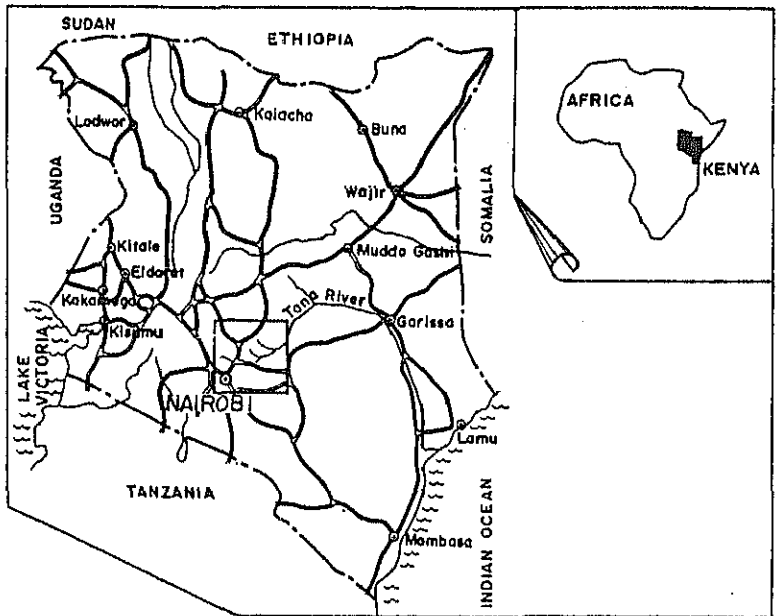 SUDAN
ETHIOPIA
AFRICA
KENYA
Lodwar
Kalacha
Buna
UGANDA
Wajir
SOMALIA
Kitale
Muddo Gashi
Eldoret
Kakamega
Tana River
Garissa
Kisumu
LAKE VICTORIA
NAIROBI
Lamu
TANZANIA
INDIAN OCEAN
Mombasa